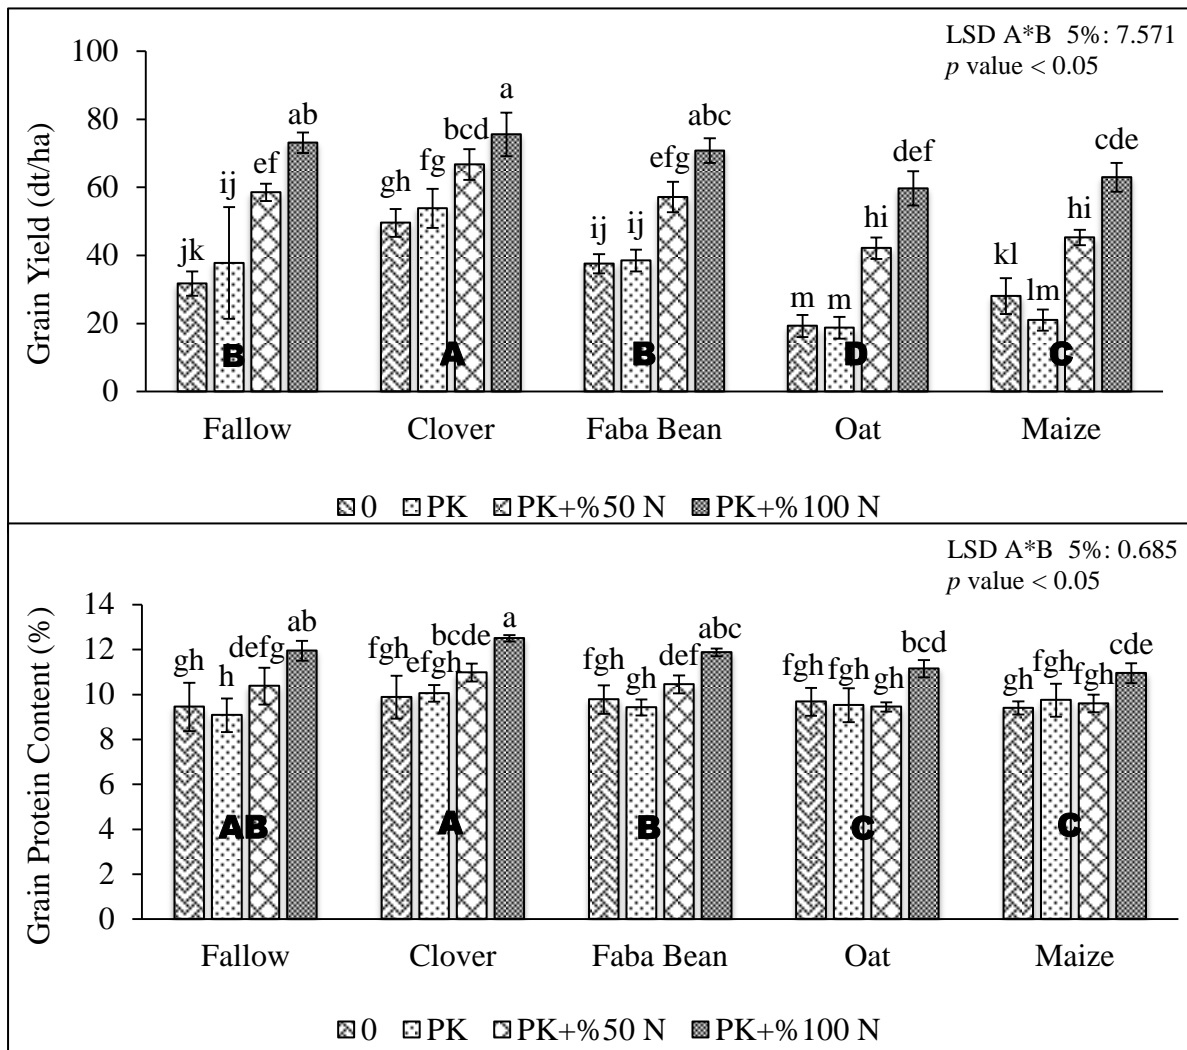 LSD A*B 5%: 7.571
p value < 0.05
Grain Yield (dt/ha)
100
80
60
40
20
0
jk ij ef ab
gh fg bcd a
ij ij efg abc
m m hi def
kl lm hi cde
B A B D C
Fallow Clover Faba Bean Oat Maize
0 PK PK+%50 N PK+%100 N
LSD A*B 5%: 0.685
p value < 0.05
Grain Protein Content (%)
14
12
10
8
6
4
2
0
gh h defg ab
fgh efgh bcde a
fgh gh def abc
fgh fgh gh bcd
gh fgh fgh cde
AB A B C C
Fallow Clover Faba Bean Oat Maize
0 PK PK+%50 N PK+%100 N